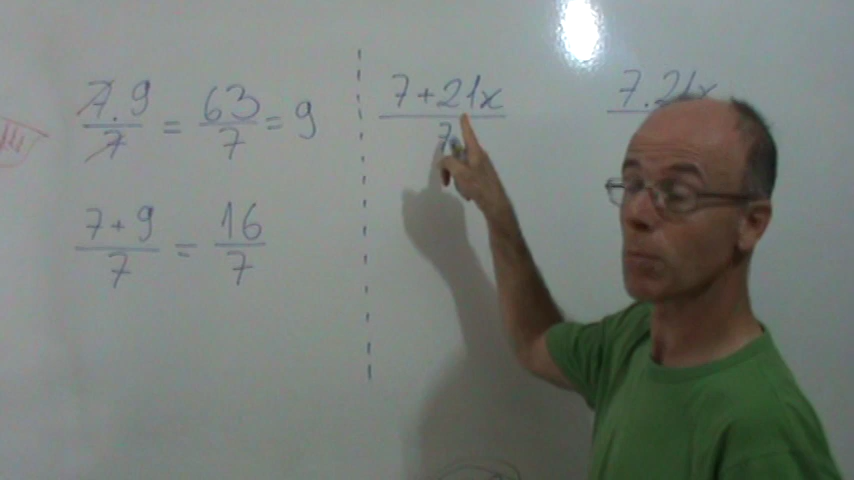 7.9/7 = 63/7 = 9
7+9/7 = 16/7
7+21x/7
7.21x